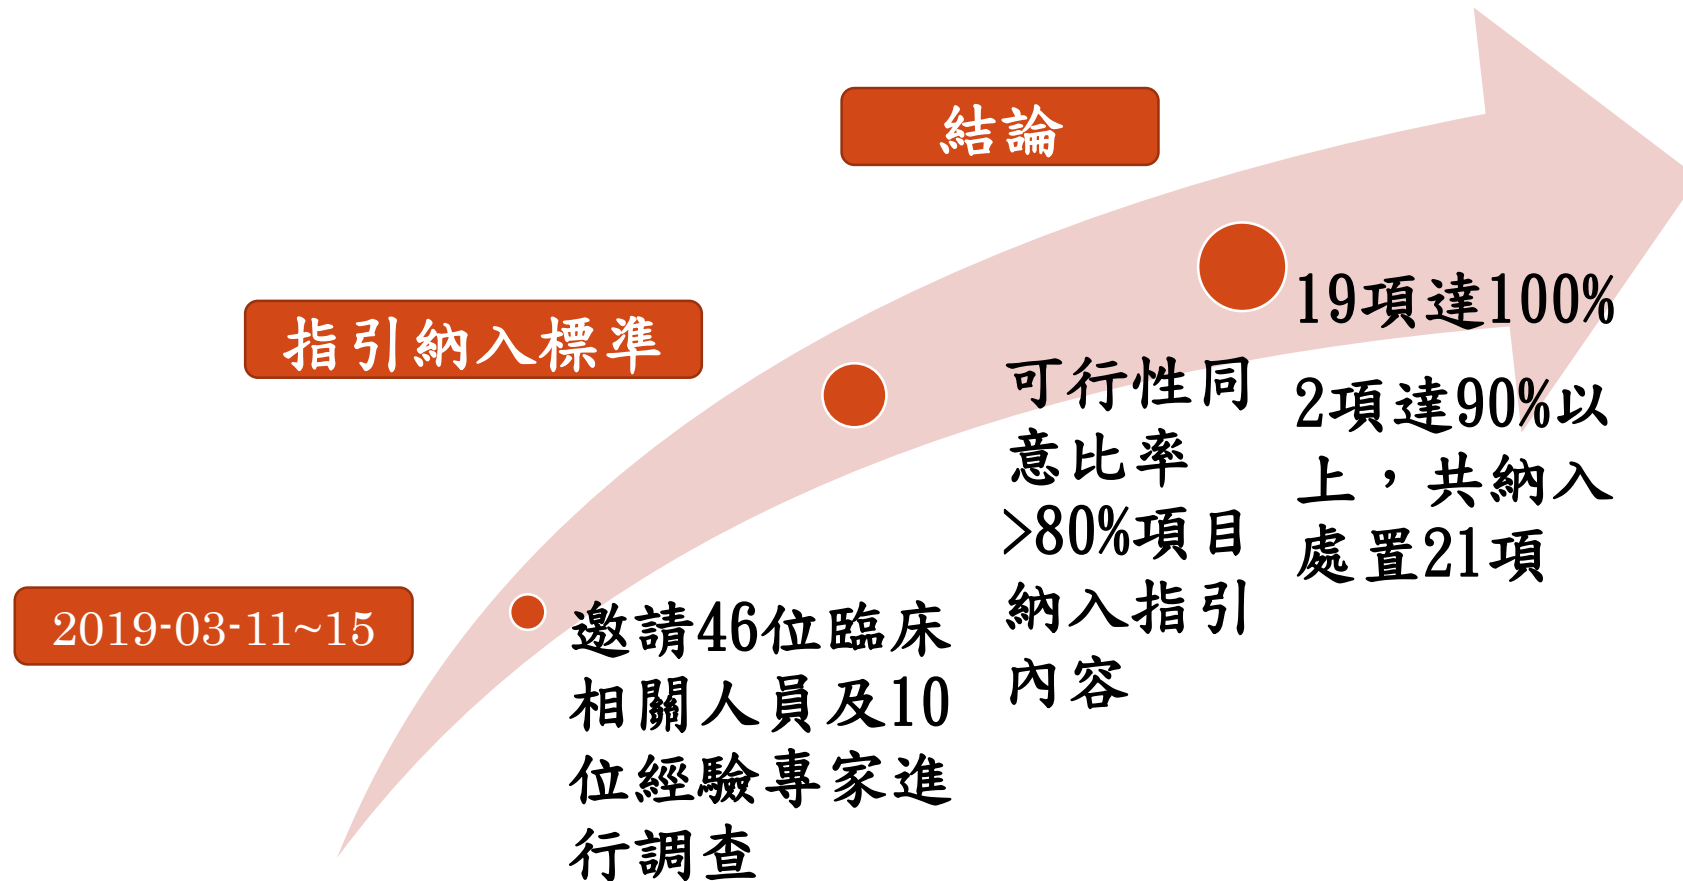 2019-03-11~15
邀請46位臨床
相關人員及10
位經驗專家進
行調查
指引納入標準
可行性同
意比率
>80%項目
納入指引
內容
結論
19項達100%
2項達90%以
上，共納入
處置21項